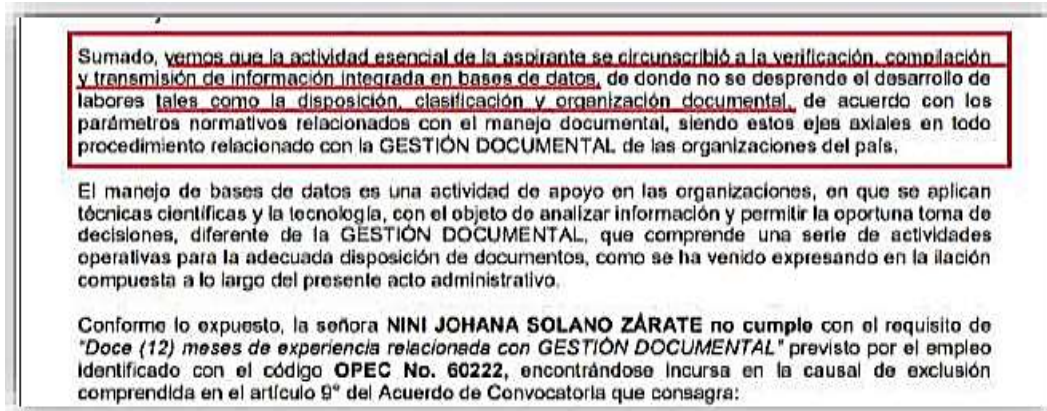 Sumado, vemos que la actividad esencial de la aspirante se circunscribió a la verificación, compilación
y transmisión de información integrada en bases de datos, de donde no se desprende el desarrollo de
labores tales como la disposición, clasificación y organización documental, de acuerdo con los
parámetros normativos relacionados con el manejo documental, siendo estos ejes axiales en todo
procedimiento relacionado con la GESTIÓN DOCUMENTAL de las organizaciones del país.
El manejo de bases de datos es una actividad de apoyo en las organizaciones, en que se aplican
técnicas científicas y la tecnología, con el objeto de analizar información y permitir la oportuna toma de
decisiones, diferente de la GESTIÓN DOCUMENTAL, que comprende una serie de actividades
operativas para la adecuada disposición de documentos, como se ha venido expresando en la ilación
compuesta a lo largo del presente acto administrativo.
Conforme lo expuesto, la señora NINI JOHANA SOLANO ZÁRATE no cumple con el requisito de
"Doce (12) meses de experiencia relacionada con GESTIÓN DOCUMENTAL" previsto por el empleo
identificado con el código OPEC No. 60222, encontrándose incursa en la causal de exclusión
comprendida en el artículo 9° del Acuerdo de Convocatoria que consagra: